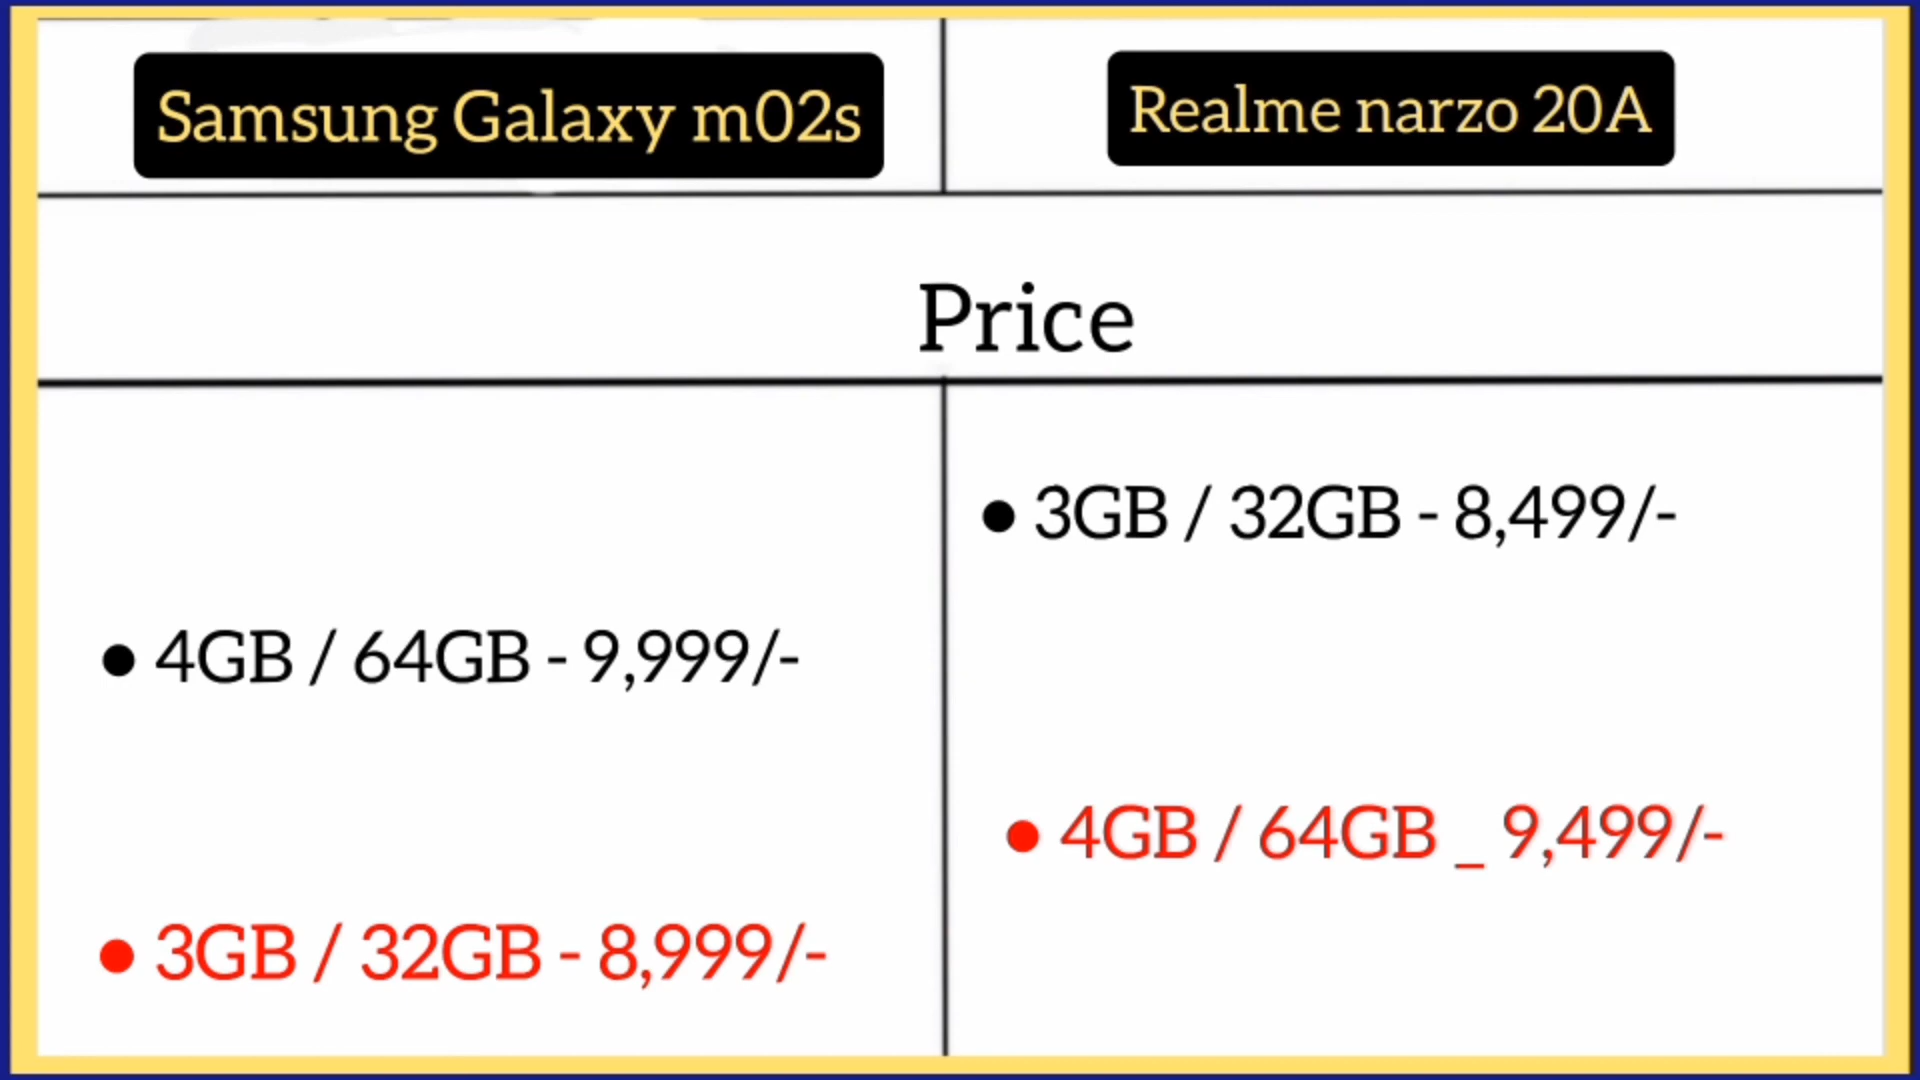 Samsung Galaxy m02s
Realme narzo 20A
Price
● 4GB / 64GB - 9,999/-
● 3GB / 32GB - 8,999/-
● 3GB / 32GB - 8,499/-
● 4GB / 64GB _ 9,499/-